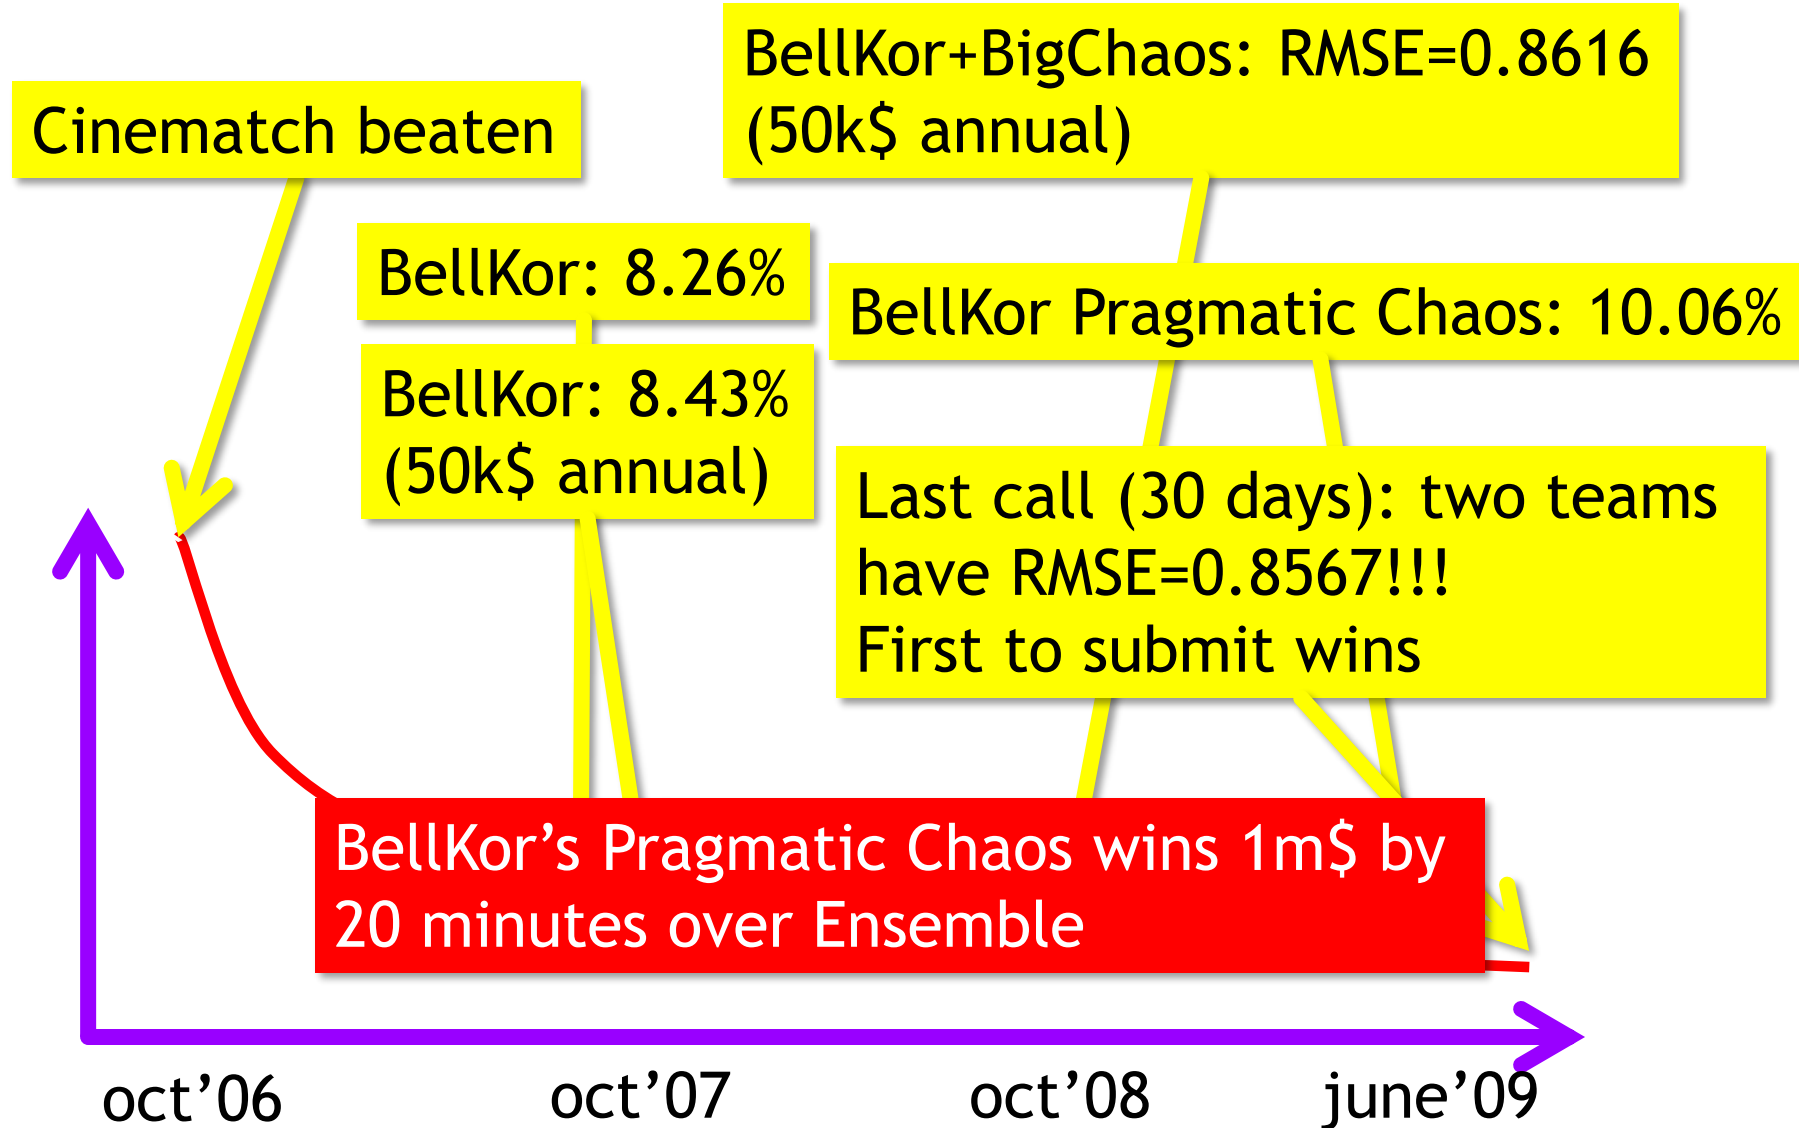 BellKor+BigChaos: RMSE=0.8616
(50k$ annual)
Cinematch beaten
BellKor: 8.26%
BellKor Pragmatic Chaos: 10.06%
BellKor: 8.43%
(50k$ annual)
Last call (30 days): two teams
have RMSE=0.8567!!!
First to submit wins
BellKor’s Pragmatic Chaos wins 1m$ by
20 minutes over Ensemble
oct’06
oct’07
oct’08
june’09